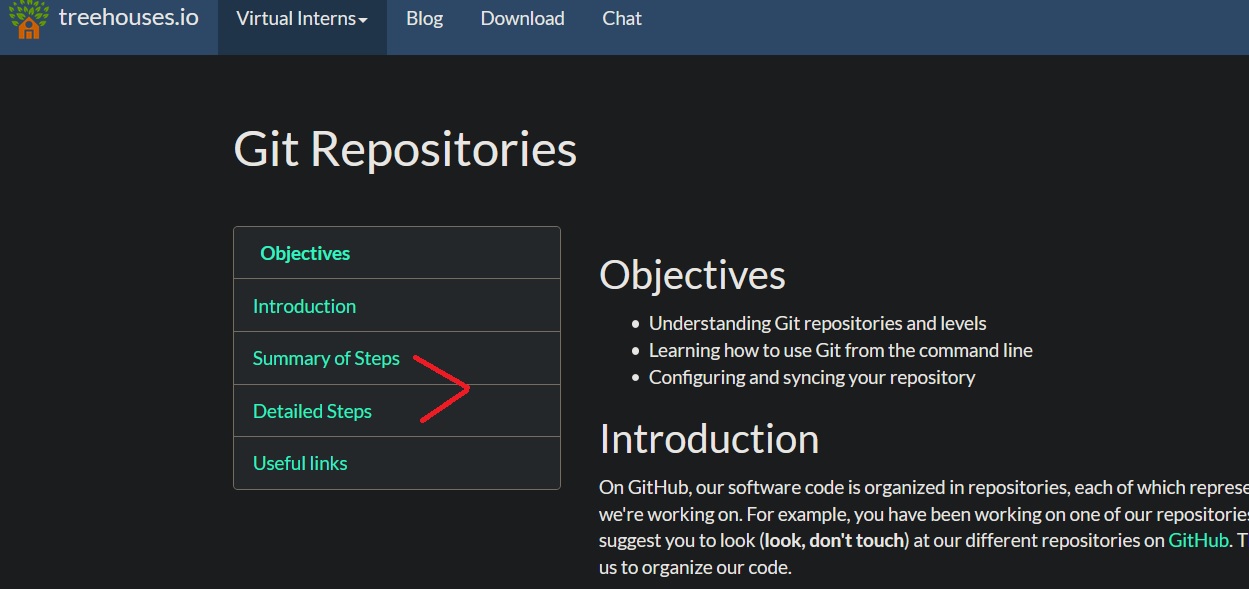 treehouses.io Virtual Interns Blog Download Chat
Git Repositories
Objectives
Introduction
Summary of Steps
Detailed Steps
Useful links
Objectives
Understanding Git repositories and levels
Learning how to use Git from the command line
Configuring and syncing your repository
Introduction
On GitHub, our software code is organized in repositories, each of which
we're working on. For example, you have been working on one of our repositories
suggest you to look (look, don't touch) at our different repositories on GitHub.
us to organize our code.